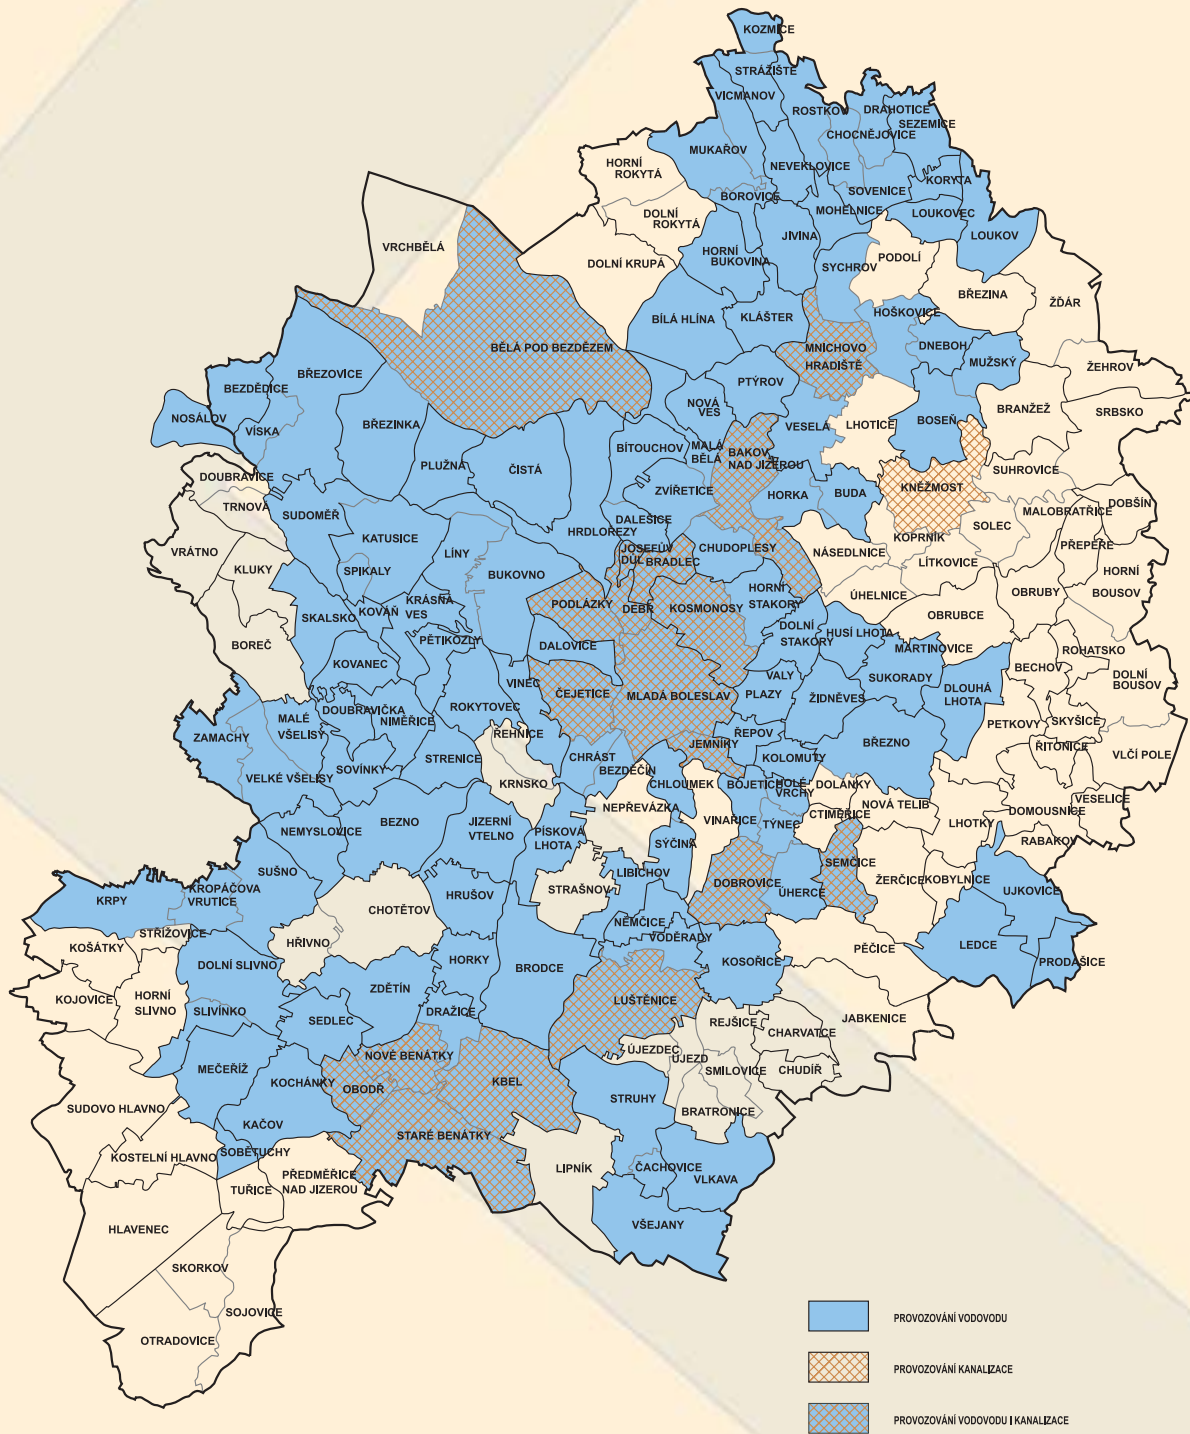 KOZMICE
STRÁŽIŠTE
VICMANOV
ROSTKOV
DRAHOTICE
SEZEMICE
CHOCNĚJOVICE
MUKAŘOV
HORNÍ
ROKYTÁ
NEVEKLOVICE
KORYTA
SOVENICE
BOROVICE
DOLNÍ
ROKYTÁ
MOHELNICE
LOUKOVEC
LOUKOV
JIVINA
VRCHBĚLÁ
HORNÍ
BUKOVINA
DOLNÍ KRUPÁ
SYCHROV
PODOLÍ
BŘEZINA
ŽĎÁR
BÍLÁ HLÍNA
KLÁŠTER
HOŠKOVICE
BĚLÁ POD BEZDĚZEM
MNICHOVO
HRADIŠTĚ
DNEBOH
MUŽSKÝ
ŽEHROV
BŘEZOVICE
BEZDĚDICE
PTÝROV
NOSÁLOV
VÍSKA
BŘEZINKA
NOVÁ
VES
VESELÁ
LHOTICE
BOSEŇ
BRANŽEŽ
SRBSKO
BÍTOUCHOV
MALÁ
BĚLÁ
BAKOV
NAD JIZEROU
PLUŽNÁ
ČISTÁ
DOUBRAVICE
TRNOVÁ
ZVÍŘETICE
HORKA
BUDA
KNĚŽMOST
SUHROVICE
DOBŠÍN
MALOBRATŘICE
SUDOMĚŘ
DALEŠICE
HRDLOŘEZY
SOLEC
KATUSICE
KOPRNÍK
PŘEPEŘE
VRÁTNO
LÍNY
JOSEFŮV
DŮL
BRADLEC
CHUDOPLESY
NÁSEDLNICE
LÍTKOVICE
KLUKY
SPIKALY
BUKOVNO
HORNÍ
BOUSOV
HORNÍ
STAKORY
OBRUBY
ÚHELNICE
KRÁSNÁ
VES
PODLÁZKY
DEBŘ
KOSMONOSY
SKALSKO
KOVÁŇ
OBRUBCE
DOLNÍ
STAKORY
HUSÍ LHOTA
PĚTIKOZLY
BOREČ
DALOVICE
MARTINOVICE
ROHATSKO
KOVANEC
BECHOV
VALY
DOLNÍ
BOUSOV
VINEC
SUKORADY
DLOUHÁ
LHOTA
ČEJETICE
MLADÁ BOLESLAV
PLAZY
ŽIDNĚVES
ROKYTOVEC
DOUBRAVIČKA
MALÉ
VŠELISY
NIMĚŘICE
PETKOVY
SKYŠICE
ZAMACHY
ŘEHNICE
ŘEPOV
JEMNÍKY
BŘEZNO
ŘITONICE
VLČÍ POLE
STRENICE
CHRÁST
KOLOMUTY
SOVÍNKY
BEZDĚČÍN
VELKÉ VŠELISY
KRNSKO
CHLOUMEK
BOJETICE
HOLÉ
VRCHY
DOLÁNKY
VESELICE
NEPŘEVÁZKA
NOVÁ TELIB
CTIMĚŘICE
DOMOUSNICE
VINAŘICE
BEZNO
JIZERNÍ
VTELNO
TÝNEC
LHOTKY
NEMYSLOVICE
PÍSKOVÁ
LHOTA
SÝČINA
RABAKOV
SEMČICE
SUŠNO
LIBICHOV
DOBROVICE
ŽERČICE
KOBYLNICE
ÚHERCE
UJKOVICE
KROPÁČOVA
VRUTICE
STRAŠNOV
HRUŠOV
KRPY
CHOTĚTOV
NĚMČICE
STŘÍŽOVICE
VODĚRADY
HŘIVNO
KOŠÁTKY
PĚČICE
LEDCE
DOLNÍ SLIVNO
HORKY
BRODCE
KOSOŘICE
PRODAŠICE
ZDĚTÍN
KOJOVICE
HORNÍ
SLIVNO
LUŠTĚNICE
SLIVÍNKO
SEDLEC
DRAŽICE
JABKENICE
REJŠICE
CHARVATCE
NOVÉ BENÁTKY
ÚJEZDEC
ÚJEZD
MEČEŘÍŽ
SMILOVICE
CHUDÍŘ
KOCHÁNKY
OBODŘ
KBEL
STRUHY
SUDOVO HLAVNO
BRATRONICE
KAČOV
STARÉ BENÁTKY
SOBĚTUCHY
KOSTELNÍ HLAVNO
LIPNÍK
ČACHOVICE
PŘEDMĚŘICE
NAD JIZEROU
VLKAVA
TUŘICE
VŠEJANY
HLAVENEC
SKORKOV
SOJOVICE
OTRADOVICE
PROVOZOVÁNÍ VODOVODU
PROVOZOVÁNÍ KANALIZACE
PROVOZOVÁNÍ VODOVODU I KANALIZACE